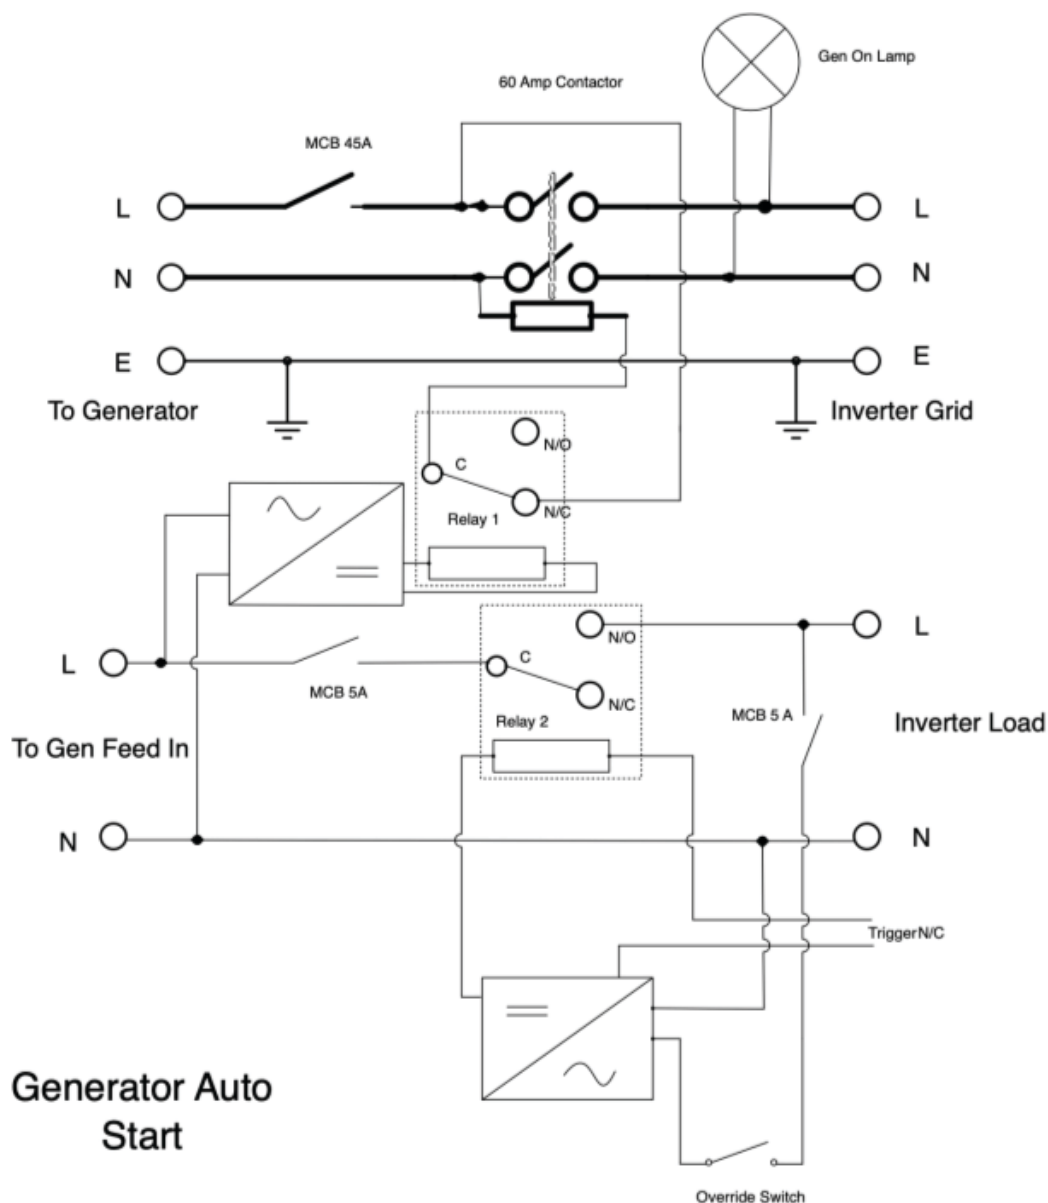 Gen On Lamp
60 Amp Contactor
MCB 45A
L
L
N
N
E
E
To Generator
Inverter Grid
N/O
C
N/C
Relay 1
L
N/O
L
C
MCB 5A
N/C
MCB 5 A
Relay 2
Inverter Load
To Gen Feed In
N
N
TriggerN/C
Generator Auto
Start
Override Switch